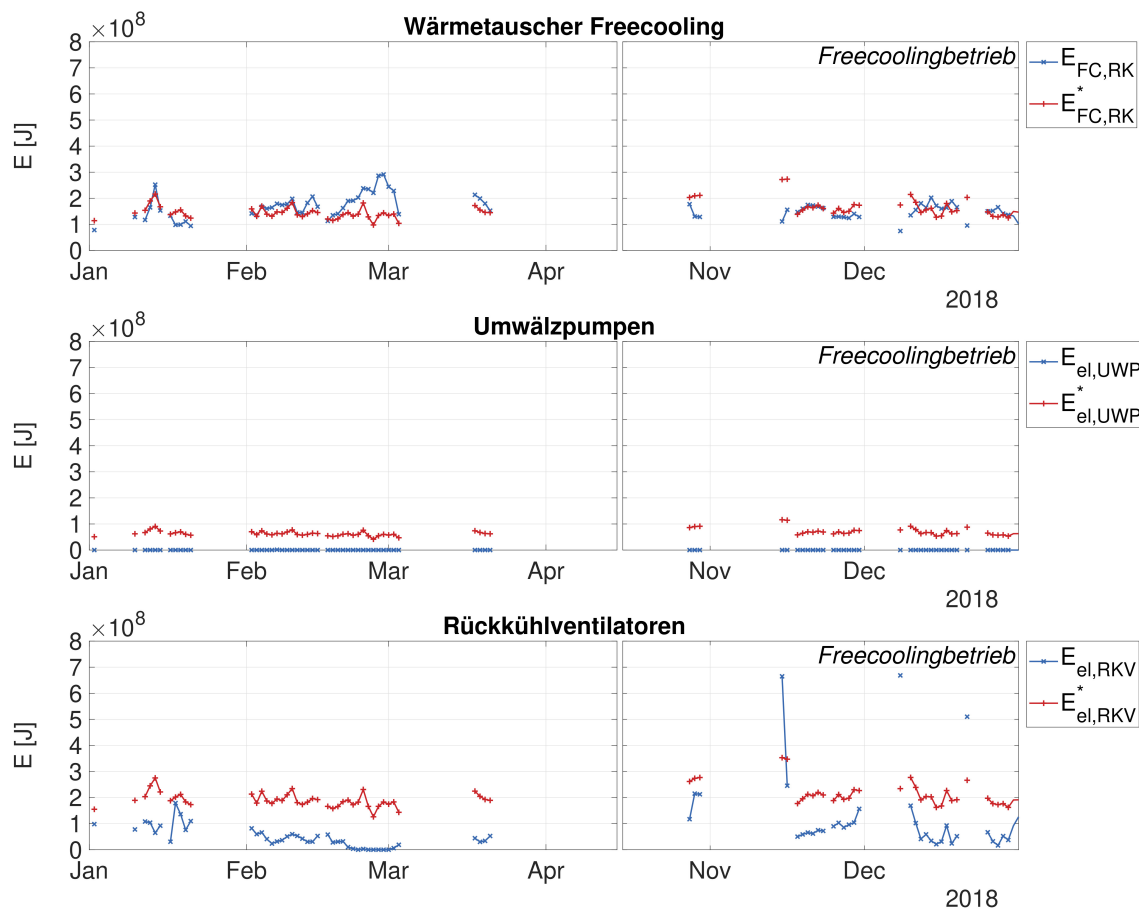 Wärmetauscher Freecooling
×10^8
Freecoolingbetrieb
E_FC,RK
E*_FC,RK
E [J]
8
7
6
5
4
3
2
1
0
Jan Feb Mar Apr Nov Dec
2018
Umwälzpumpen
×10^8
Freecoolingbetrieb
E_el,UWP
E*_el,UWP
E [J]
8
7
6
5
4
3
2
1
0
Jan Feb Mar Apr Nov Dec
2018
Rückkühlventilatoren
×10^8
Freecoolingbetrieb
E_el,RKV
E*_el,RKV
E [J]
8
7
6
5
4
3
2
1
0
Jan Feb Mar Apr Nov Dec
2018